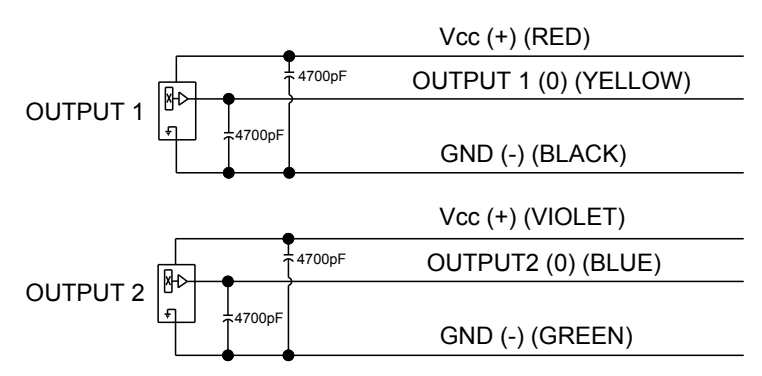 Vcc (+) (RED)
4700pF
OUTPUT 1 (0) (YELLOW)
OUTPUT 1
X
4700pF
GND (-) (BLACK)
Vcc (+) (VIOLET)
4700pF
OUTPUT2 (0) (BLUE)
OUTPUT 2
X
4700pF
GND (-) (GREEN)